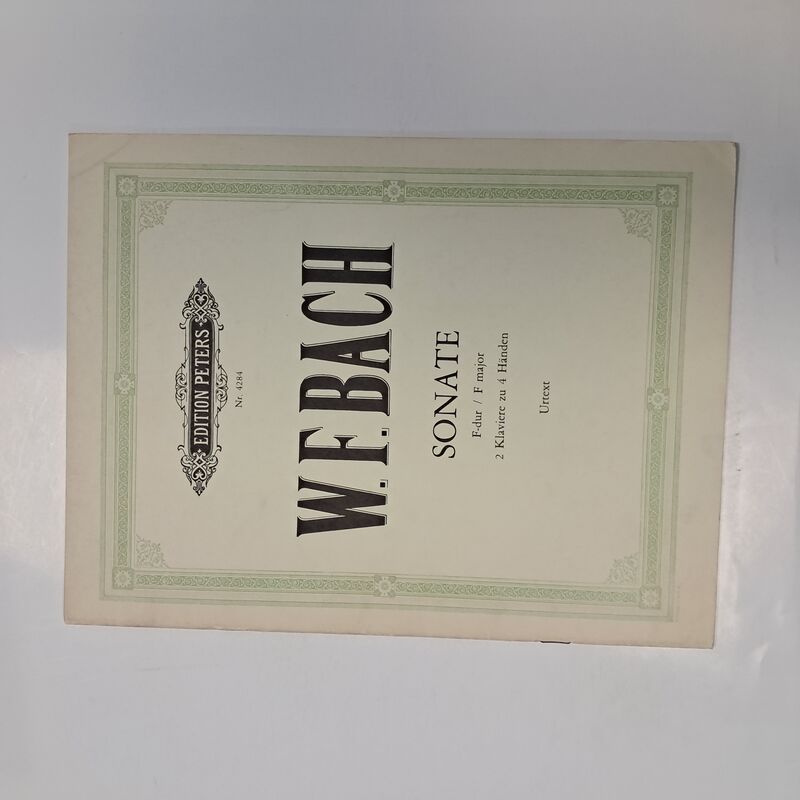 EDITION PETERS
Nr. 4284
W. F. BACH
SONATE
F-dur / F major
2 Klaviere zu 4 Händen
Urtext